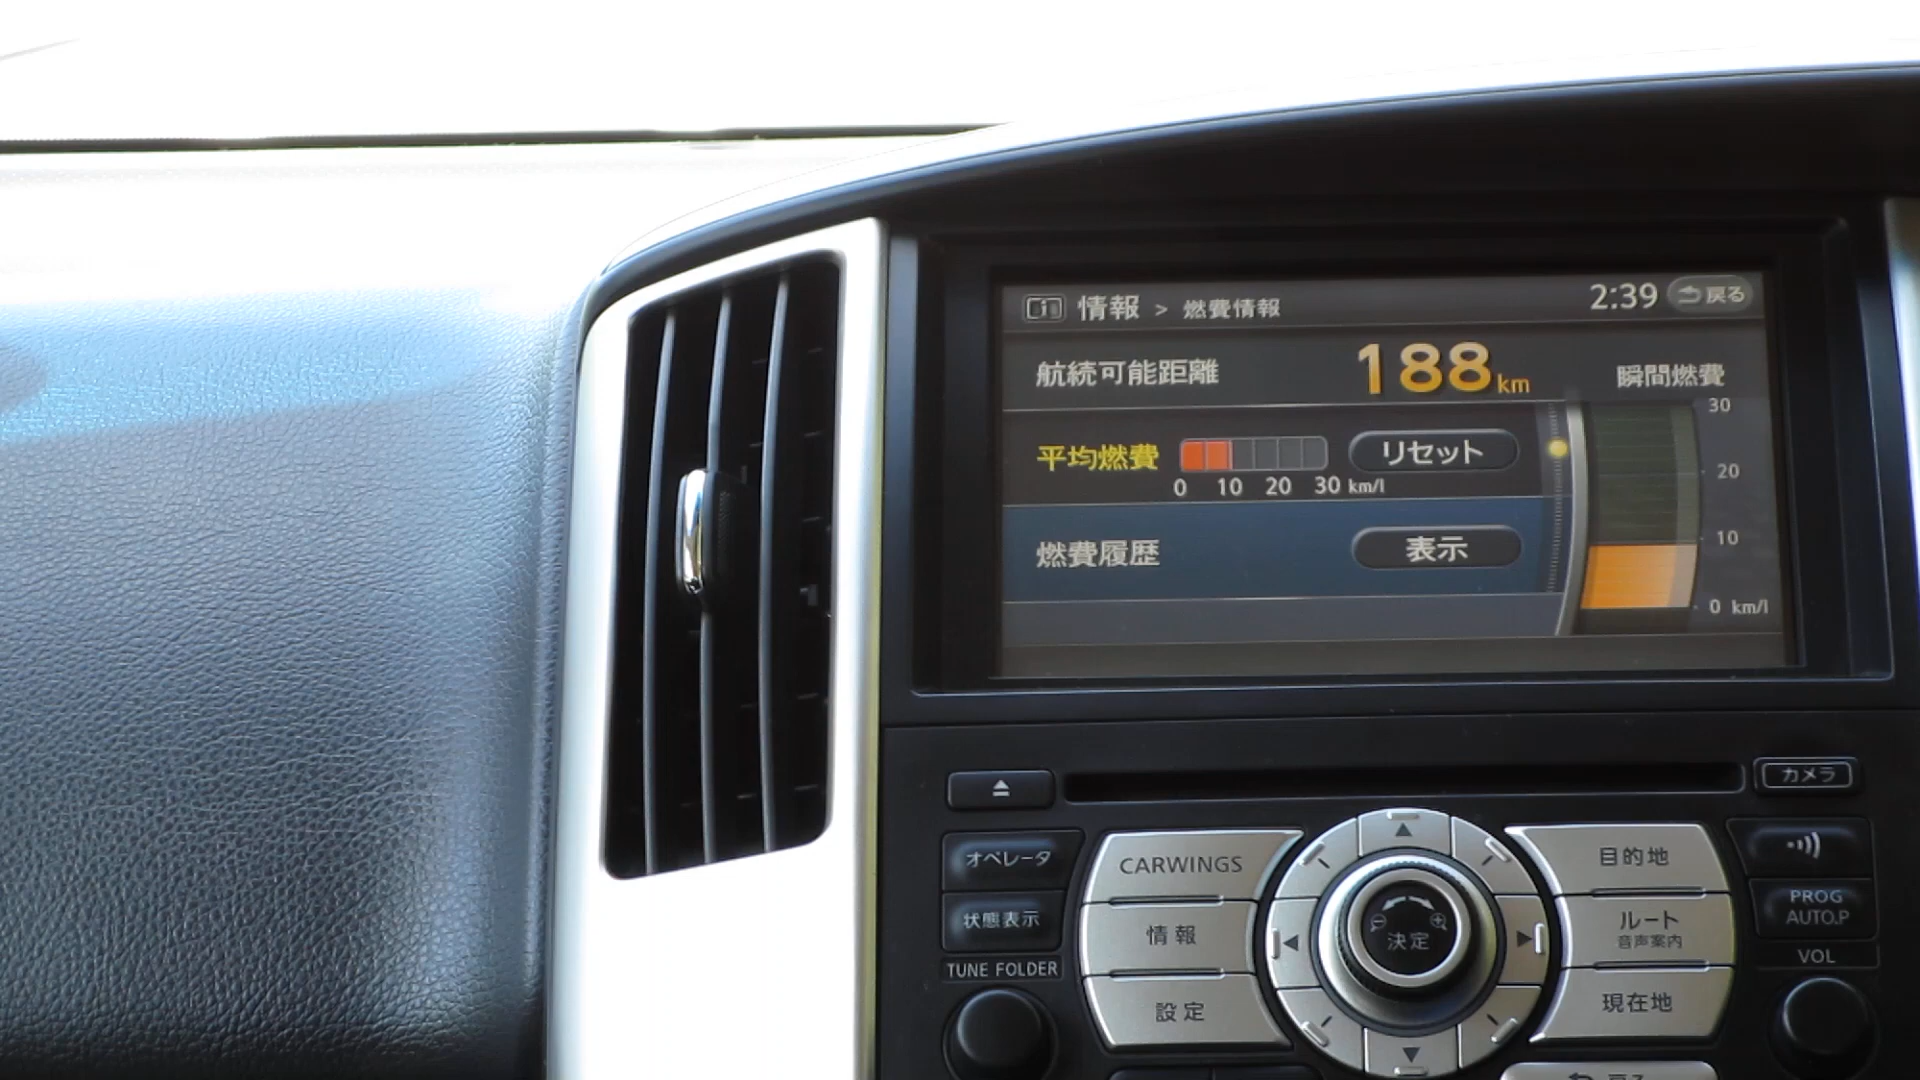 情報 > 燃費情報
2:39
戻る
航続可能距離
188 km
瞬間燃費
30
20
10
0 km/l
平均燃費
リセット
0 10 20 30 km/l
燃費履歴
表示
カメラ
オペレータ
CARWINGS
目的地
状態表示
情報
決定
ルート
音声案内
PROG
AUTO.P
TUNE FOLDER
設定
現在地
VOL
戻る